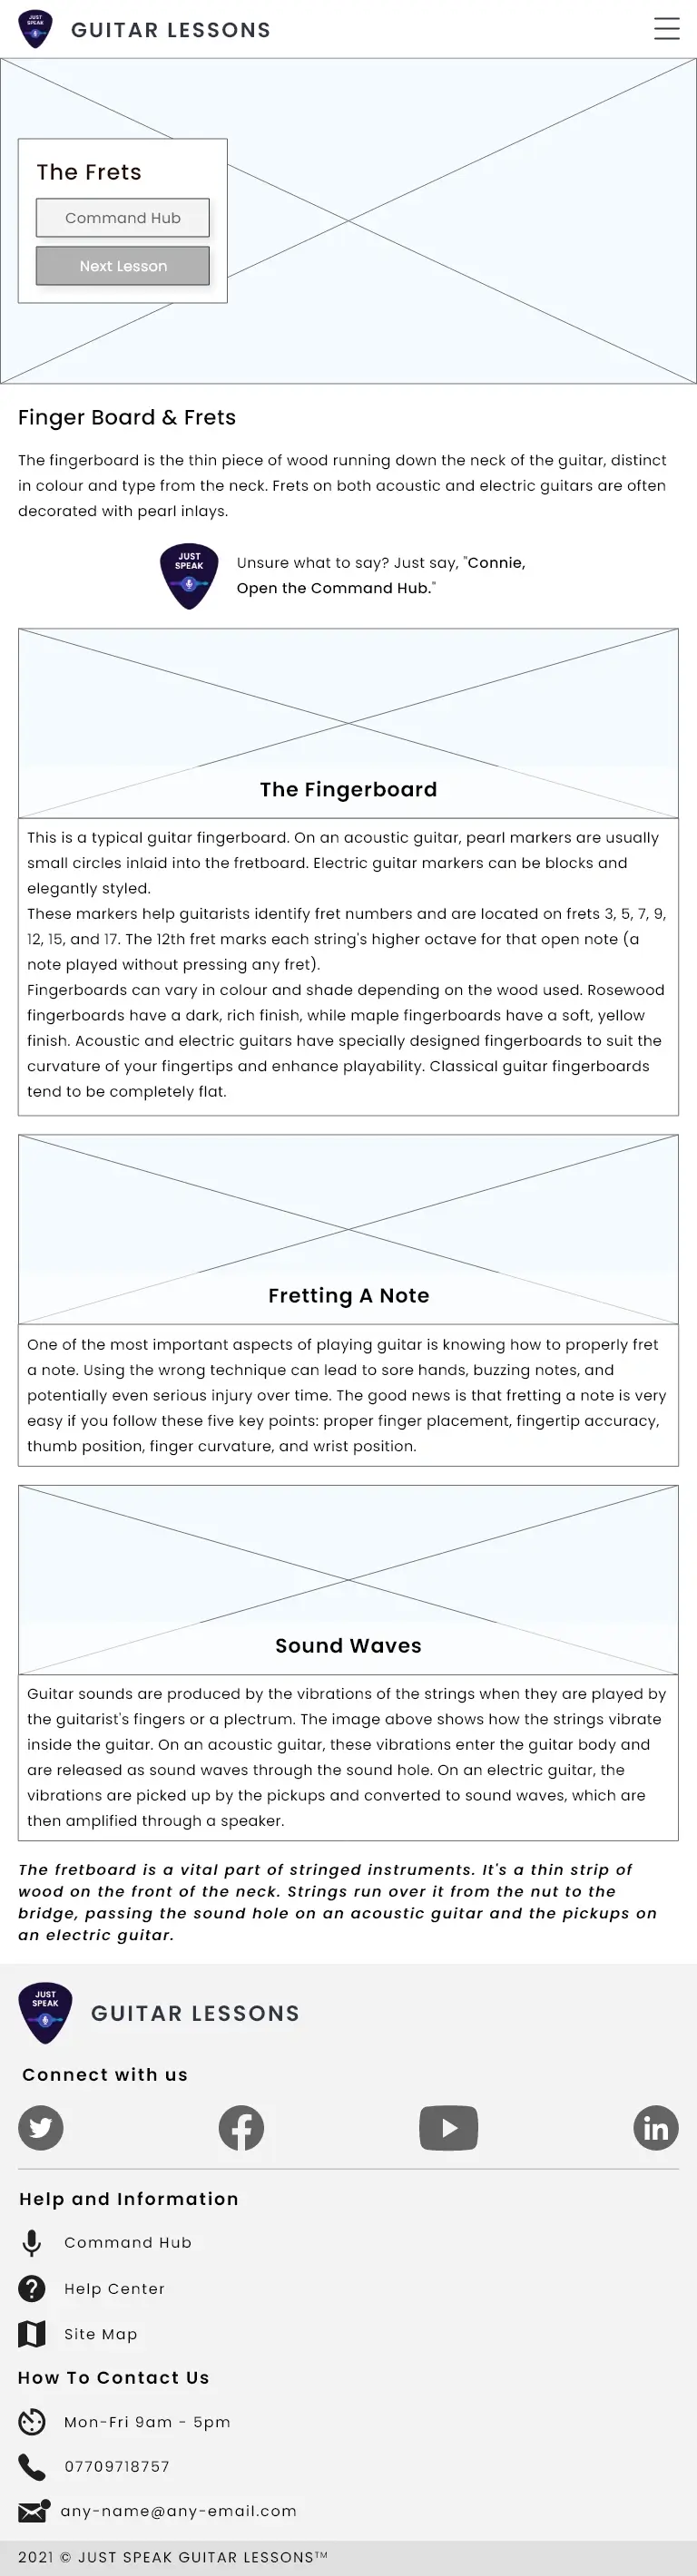 JUST
SPEAK
GUITAR LESSONS
The Frets
Command Hub
Next Lesson
Finger Board & Frets
The fingerboard is the thin piece of wood running down the neck of the guitar, distinct
in colour and type from the neck. Frets on both acoustic and electric guitars are often
decorated with pearl inlays.
JUST
SPEAK
Unsure what to say? Just say, "Connie,
Open the Command Hub."
The Fingerboard
This is a typical guitar fingerboard. On an acoustic guitar, pearl markers are usually
small circles inlaid into the fretboard. Electric guitar markers can be blocks and
elegantly styled.
These markers help guitarists identify fret numbers and are located on frets 3, 5, 7, 9,
12, 15, and 17. The 12th fret marks each string's higher octave for that open note (a
note played without pressing any fret).
Fingerboards can vary in colour and shade depending on the wood used. Rosewood
fingerboards have a dark, rich finish, while maple fingerboards have a soft, yellow
finish. Acoustic and electric guitars have specially designed fingerboards to suit the
curvature of your fingertips and enhance playability. Classical guitar fingerboards
tend to be completely flat.
Fretting A Note
One of the most important aspects of playing guitar is knowing how to properly fret
a note. Using the wrong technique can lead to sore hands, buzzing notes, and
potentially even serious injury over time. The good news is that fretting a note is very
easy if you follow these five key points: proper finger placement, fingertip accuracy,
thumb position, finger curvature, and wrist position.
Sound Waves
Guitar sounds are produced by the vibrations of the strings when they are played by
the guitarist's fingers or a plectrum. The image above shows how the strings vibrate
inside the guitar. On an acoustic guitar, these vibrations enter the guitar body and
are released as sound waves through the sound hole. On an electric guitar, the
vibrations are picked up by the pickups and converted to sound waves, which are
then amplified through a speaker.
The fretboard is a vital part of stringed instruments. It's a thin strip of
wood on the front of the neck. Strings run over it from the nut to the
bridge, passing the sound hole on an acoustic guitar and the pickups on
an electric guitar.
JUST
SPEAK
GUITAR LESSONS
Connect with us
Help and Information
Command Hub
Help Center
Site Map
How To Contact Us
Mon-Fri 9am - 5pm
07709718757
any-name@any-email.com
2021 © JUST SPEAK GUITAR LESSONS™